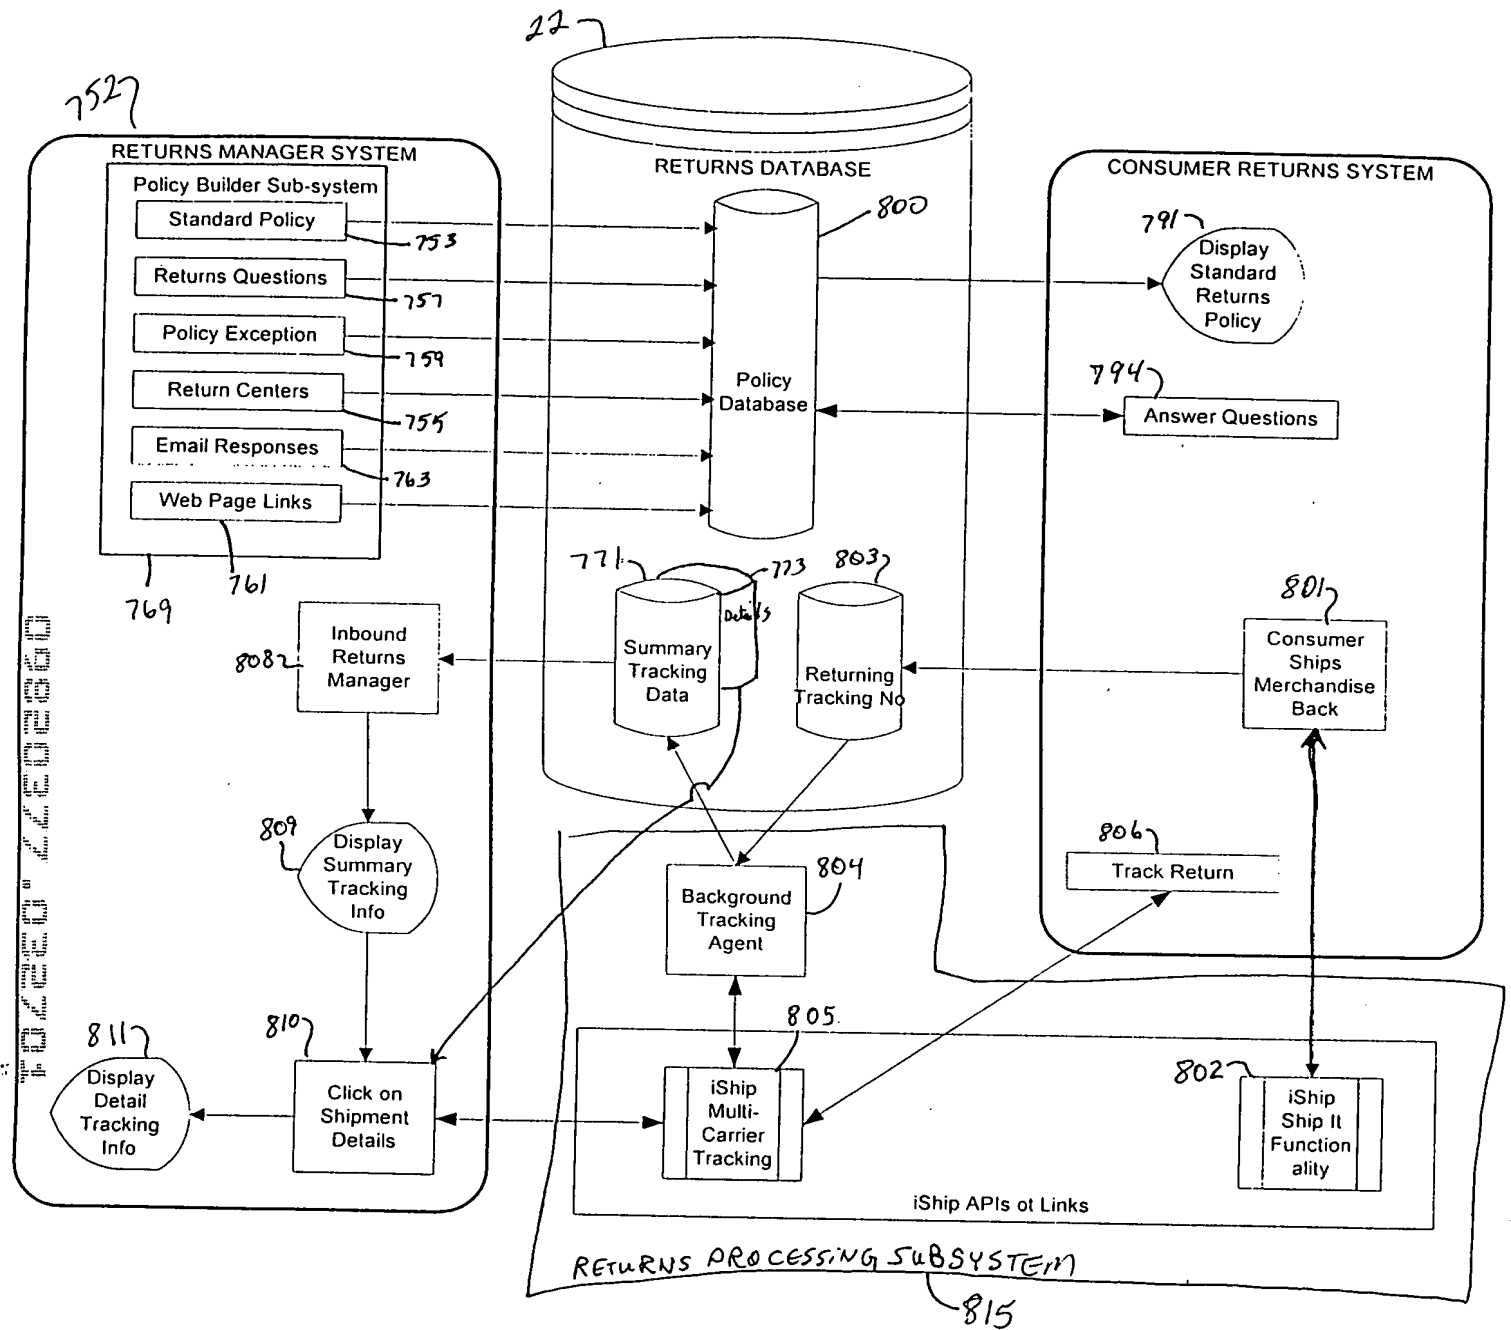 22
752
RETURNS MANAGER SYSTEM
Policy Builder Sub-system
Standard Policy
753
Returns Questions
757
Policy Exception
759
Return Centers
755
Email Responses
763
Web Page Links
761
769
RETURNS DATABASE
800
Policy
Database
CONSUMER RETURNS SYSTEM
791
Display
Standard
Returns
Policy
794
Answer Questions
771
773
Details
Summary
Tracking
Data
803
Returning
Tracking No
801
Consumer
Ships
Merchandise
Back
808
Inbound
Returns
Manager
809
Display
Summary
Tracking
Info
804
Background
Tracking
Agent
806
Track Return
811
Display
Detail
Tracking
Info
810
Click on
Shipment
Details
805
iShip
Multi-
Carrier
Tracking
802
iShip
Ship It
Function
ality
iShip APIs ot Links
RETURNS PROCESSING SUBSYSTEM
815